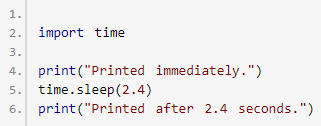 1.
2. import time
3.
4. print("Printed immediately.")
5. time.sleep(2.4)
6. print("Printed after 2.4 seconds.")